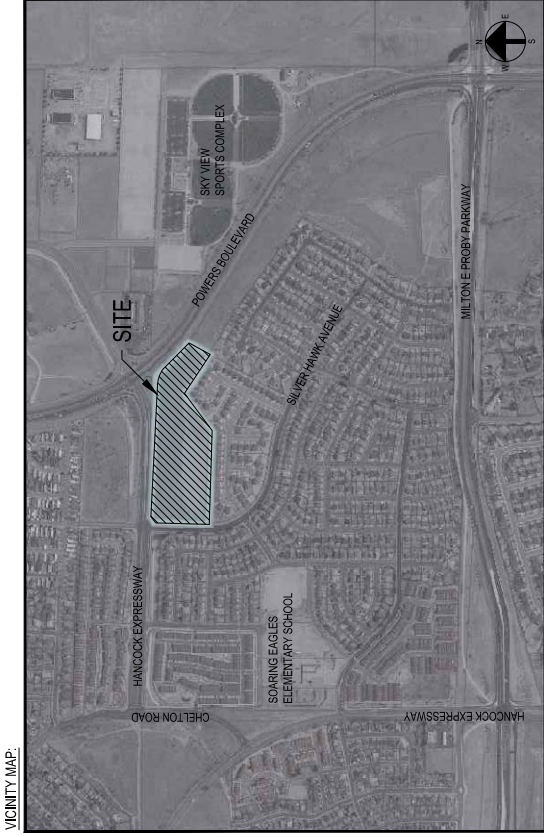 VICINITY MAP:
N
E
W
S
SKY VIEW
SPORTS COMPLEX
POWERS BOULEVARD
SITE
MILTON E PROBY PARKWAY
SILVER HAWK AVENUE
HANCOCK EXPRESSWAY
SOARING EAGLES
ELEMENTARY SCHOOL
CHELTON ROAD
HANCOCK EXPRESSWAY